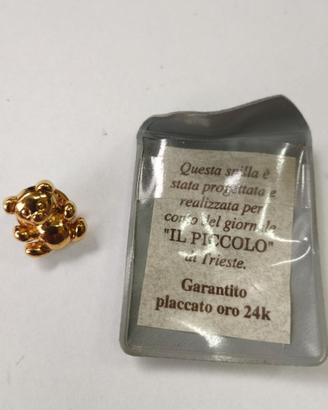 Questa spilla è
stata progettata e
realizzata per
conto del giornale
"IL PICCOLO"
di Trieste.
Garantito
placcato oro 24k